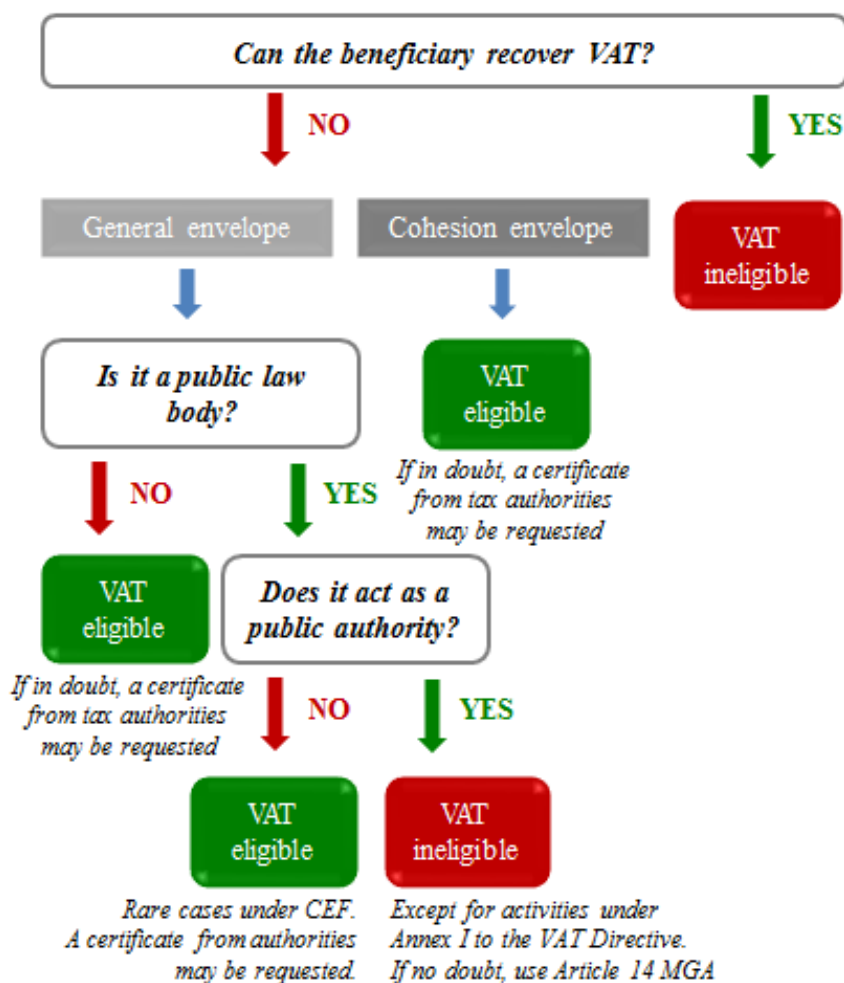 Can the beneficiary recover VAT?
NO
YES
General envelope
Cohesion envelope
VAT
ineligible
Is it a public law
body?
VAT
eligible
If in doubt, a certificate
from tax authorities
may be requested
NO
YES
VAT
eligible
If in doubt, a certificate
from tax authorities
may be requested
Does it act as a
public authority?
NO
YES
VAT
eligible
Rare cases under CEF.
A certificate from authorities
may be requested.
VAT
ineligible
Except for activities under
Annex I to the VAT Directive.
If no doubt, use Article 14 MGA